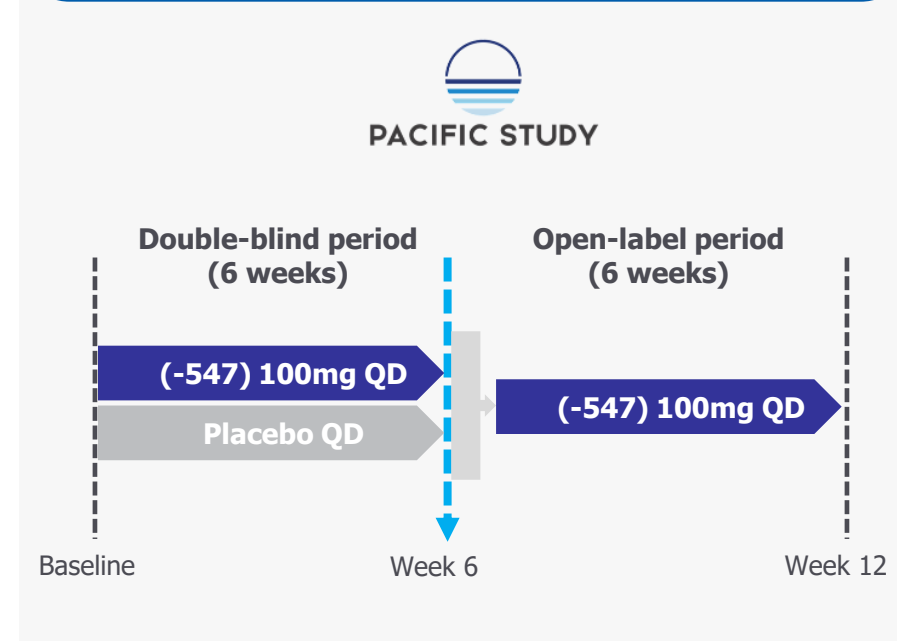 PACIFIC STUDY
Double-blind period
(6 weeks)
Open-label period
(6 weeks)
(-547) 100mg QD
Placebo QD
(-547) 100mg QD
Baseline
Week 6
Week 12